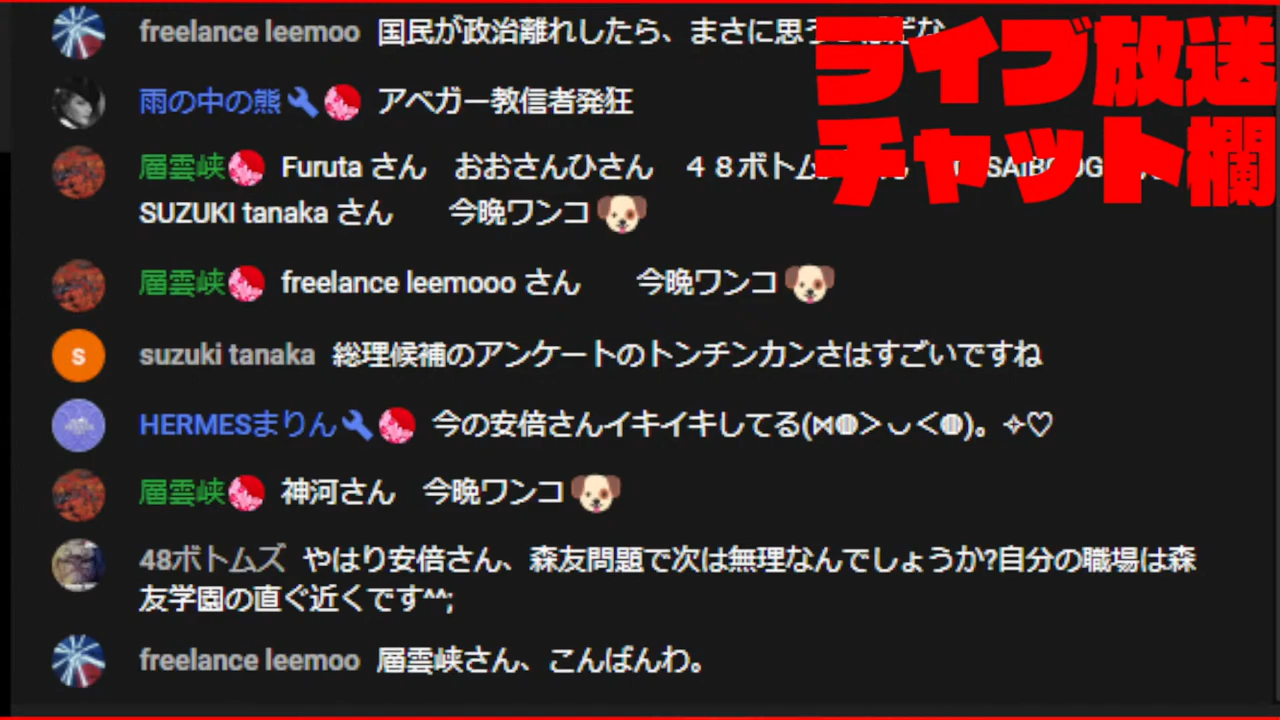 freelance leemoo 国民が政治離れしたら、まさに思う
ライブ放送
チャット欄
雨の中の熊 アベガー教信者発狂
層雲峡 Furuta さん おおさんひさん ４８ボトム
SUZUKI tanaka さん 今晩ワンコ
層雲峡 freelance leemooo さん 今晩ワンコ
suzuki tanaka 総理候補のアンケートのトンチンカンさはすごいですね
HERMESまりん 今の安倍さんイキイキしてる(⋈◍＞◡＜◍)。✧♡
層雲峡 神河さん 今晩ワンコ
48ボトムズ やはり安倍さん、森友問題で次は無理なんでしょうか?自分の職場は森
友学園の直ぐ近くです^^;
freelance leemoo 層雲峡さん、こんばんわ。